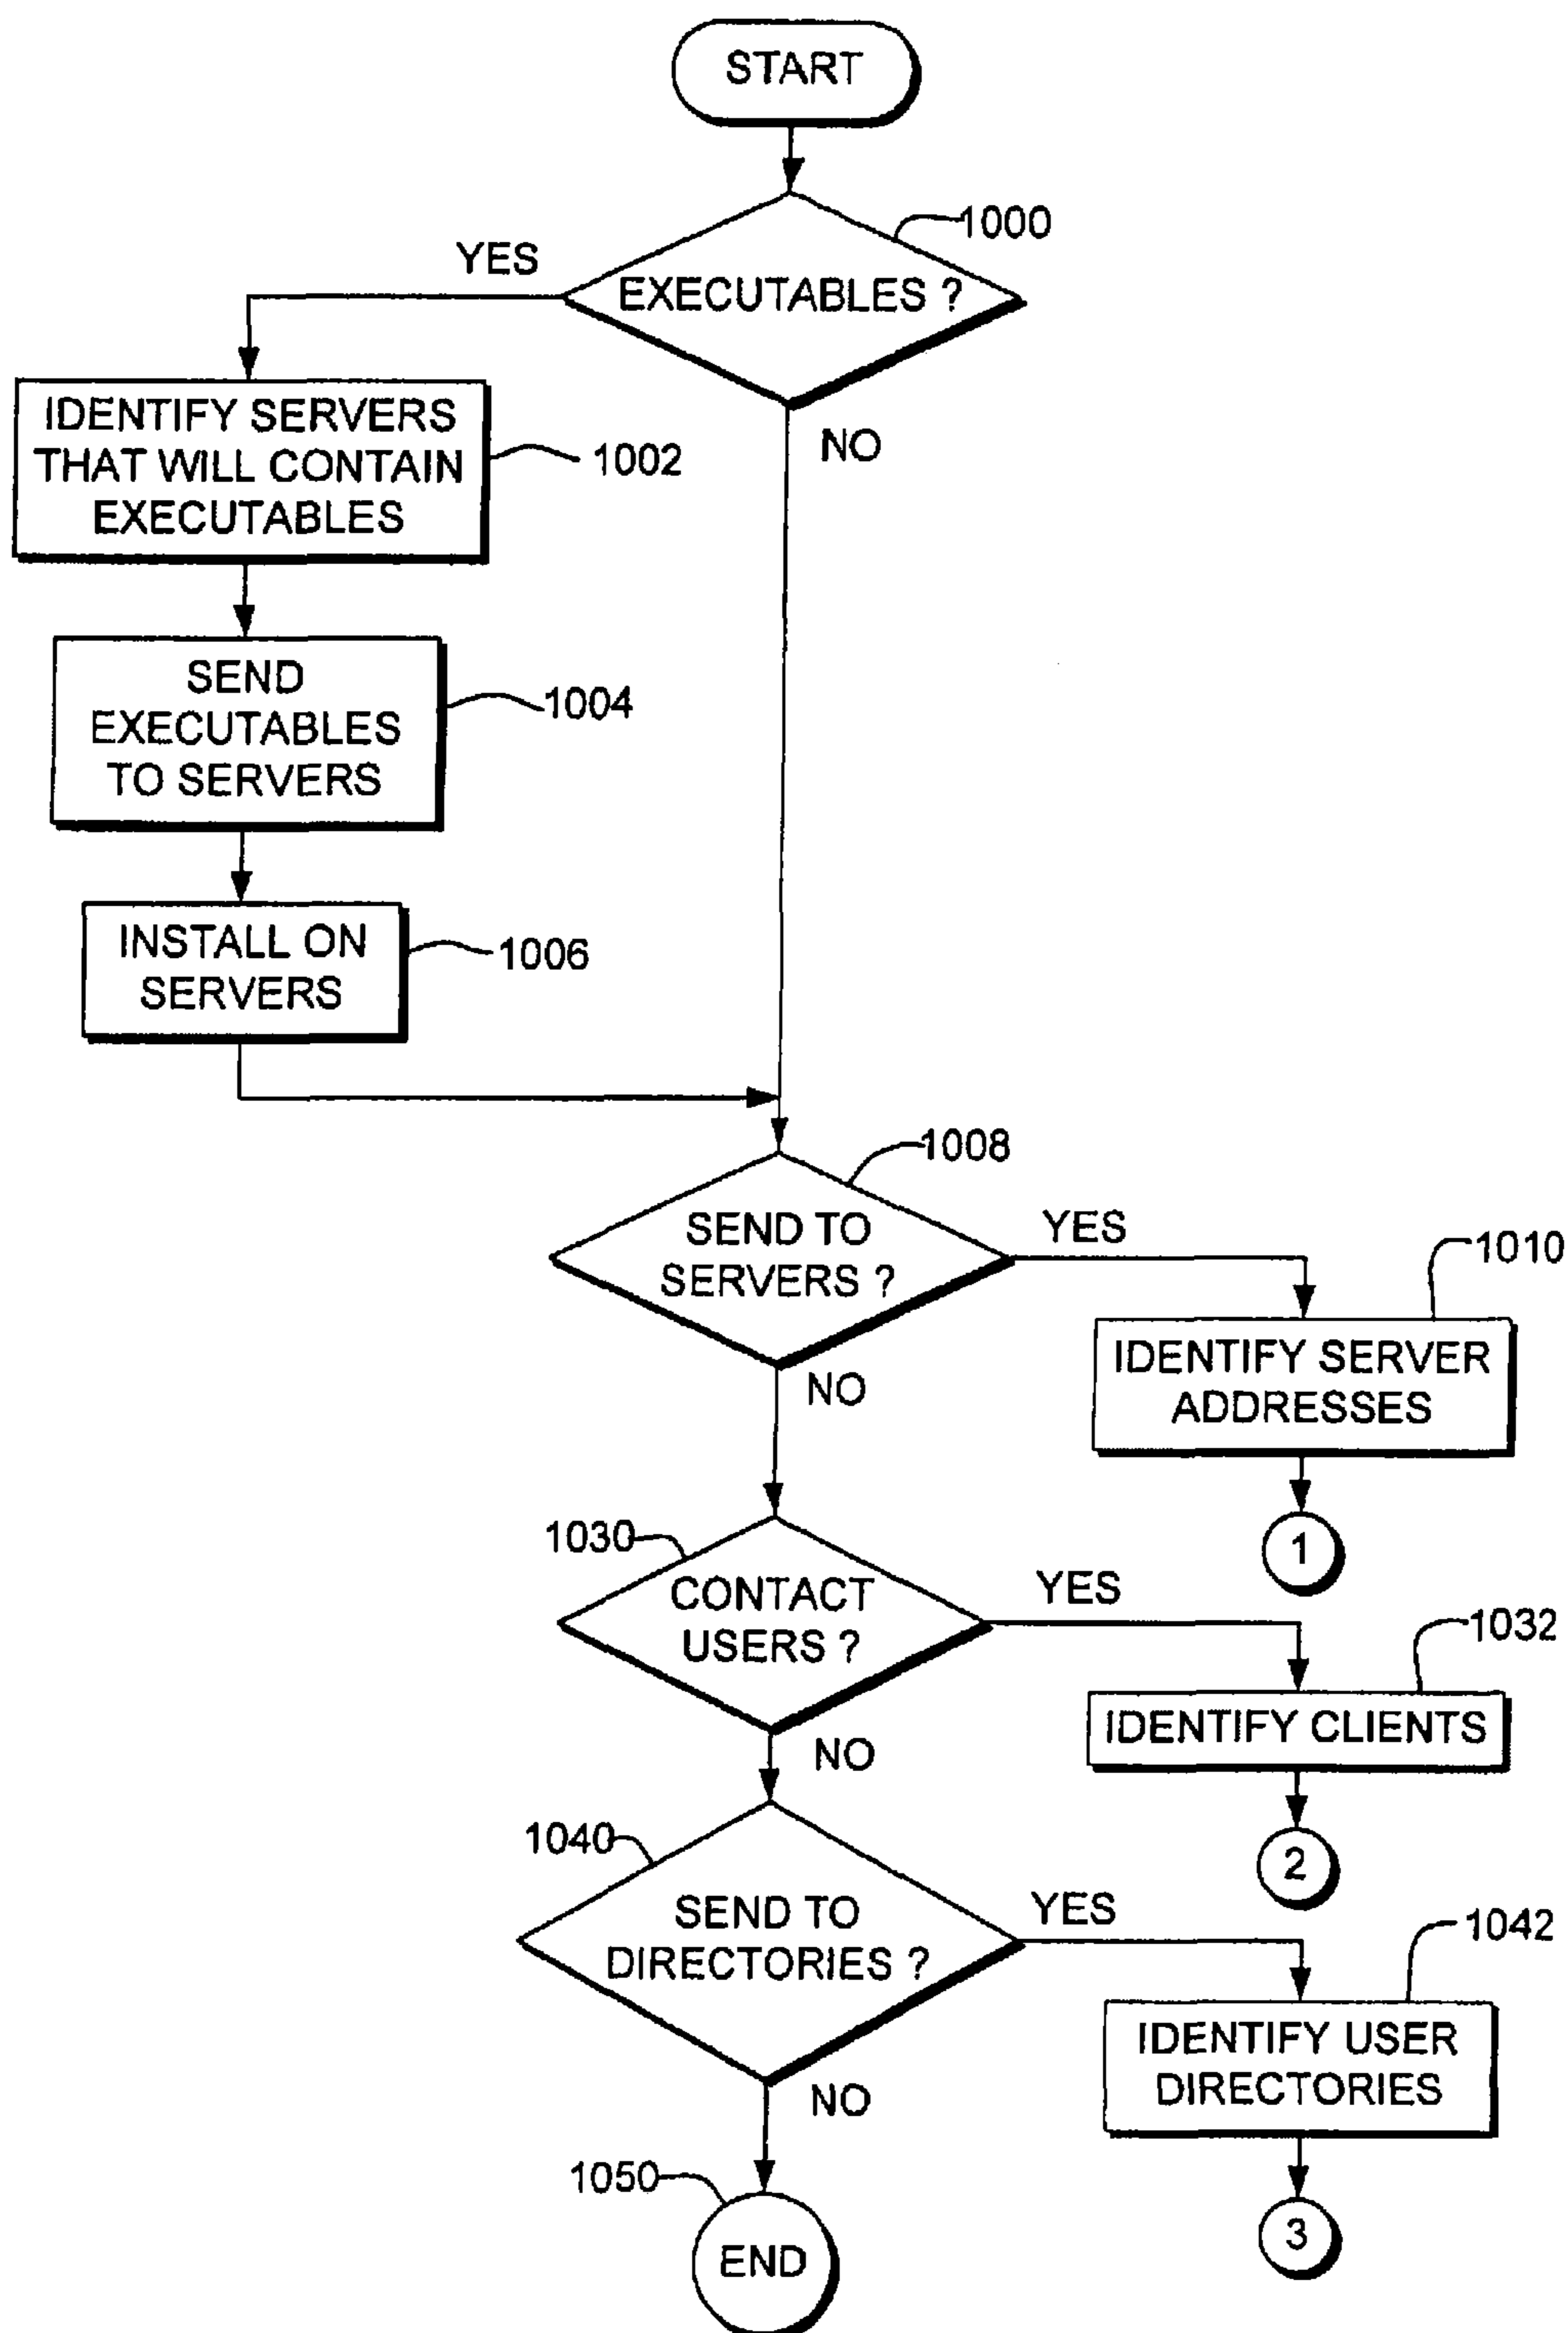 START
1000
YES
EXECUTABLES ?
IDENTIFY SERVERS
THAT WILL CONTAIN
EXECUTABLES
1002
NO
SEND
EXECUTABLES
TO SERVERS
1004
INSTALL ON
SERVERS
1006
1008
SEND TO
SERVERS ?
YES
1010
IDENTIFY SERVER
ADDRESSES
NO
1
1030
CONTACT
USERS ?
YES
1032
IDENTIFY CLIENTS
NO
2
1040
SEND TO
DIRECTORIES ?
YES
1042
IDENTIFY USER
DIRECTORIES
NO
3
1050
END